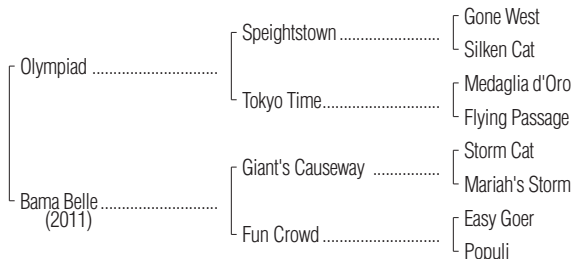 Gone West
Speightstown
Silken Cat
Olympiad
Medaglia d'Oro
Tokyo Time
Flying Passage
Storm Cat
Giant's Causeway
Mariah's Storm
Bama Belle
(2011)
Easy Goer
Fun Crowd
Populi